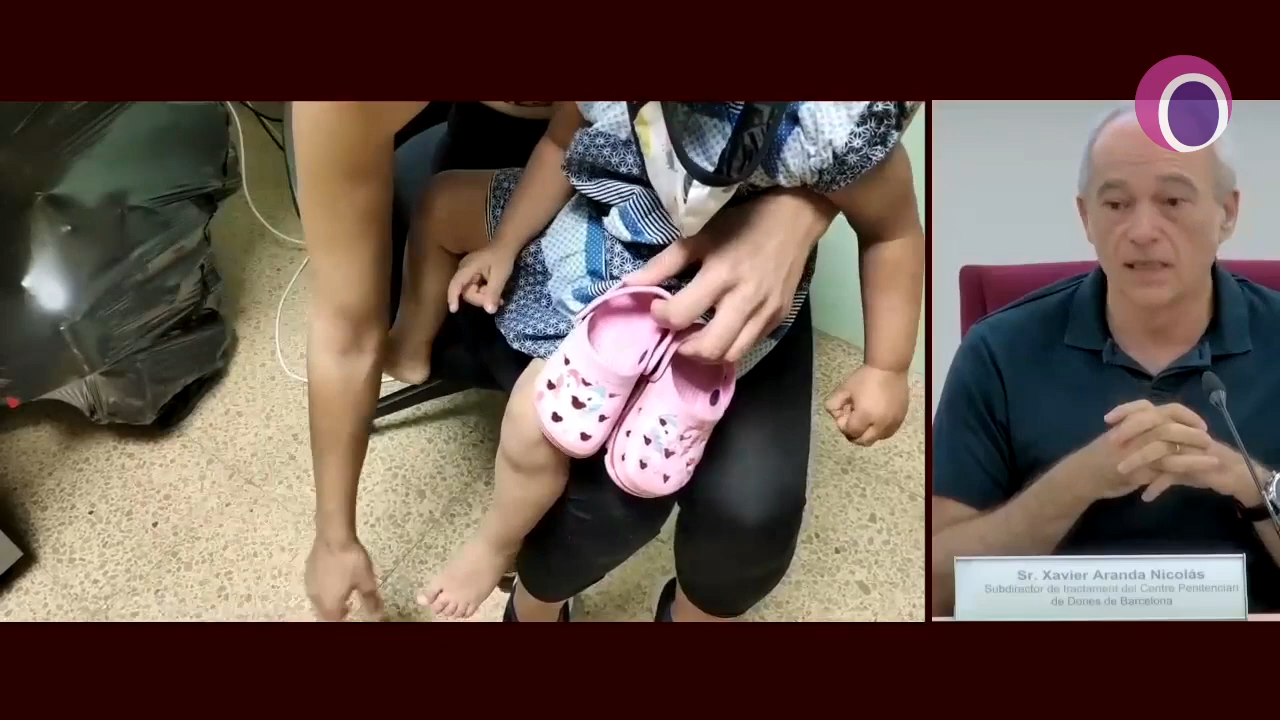 Sr. Xavier Aranda Nicolás
Subdirector de tractament del Centre Penitenciari
de Dones de Barcelona